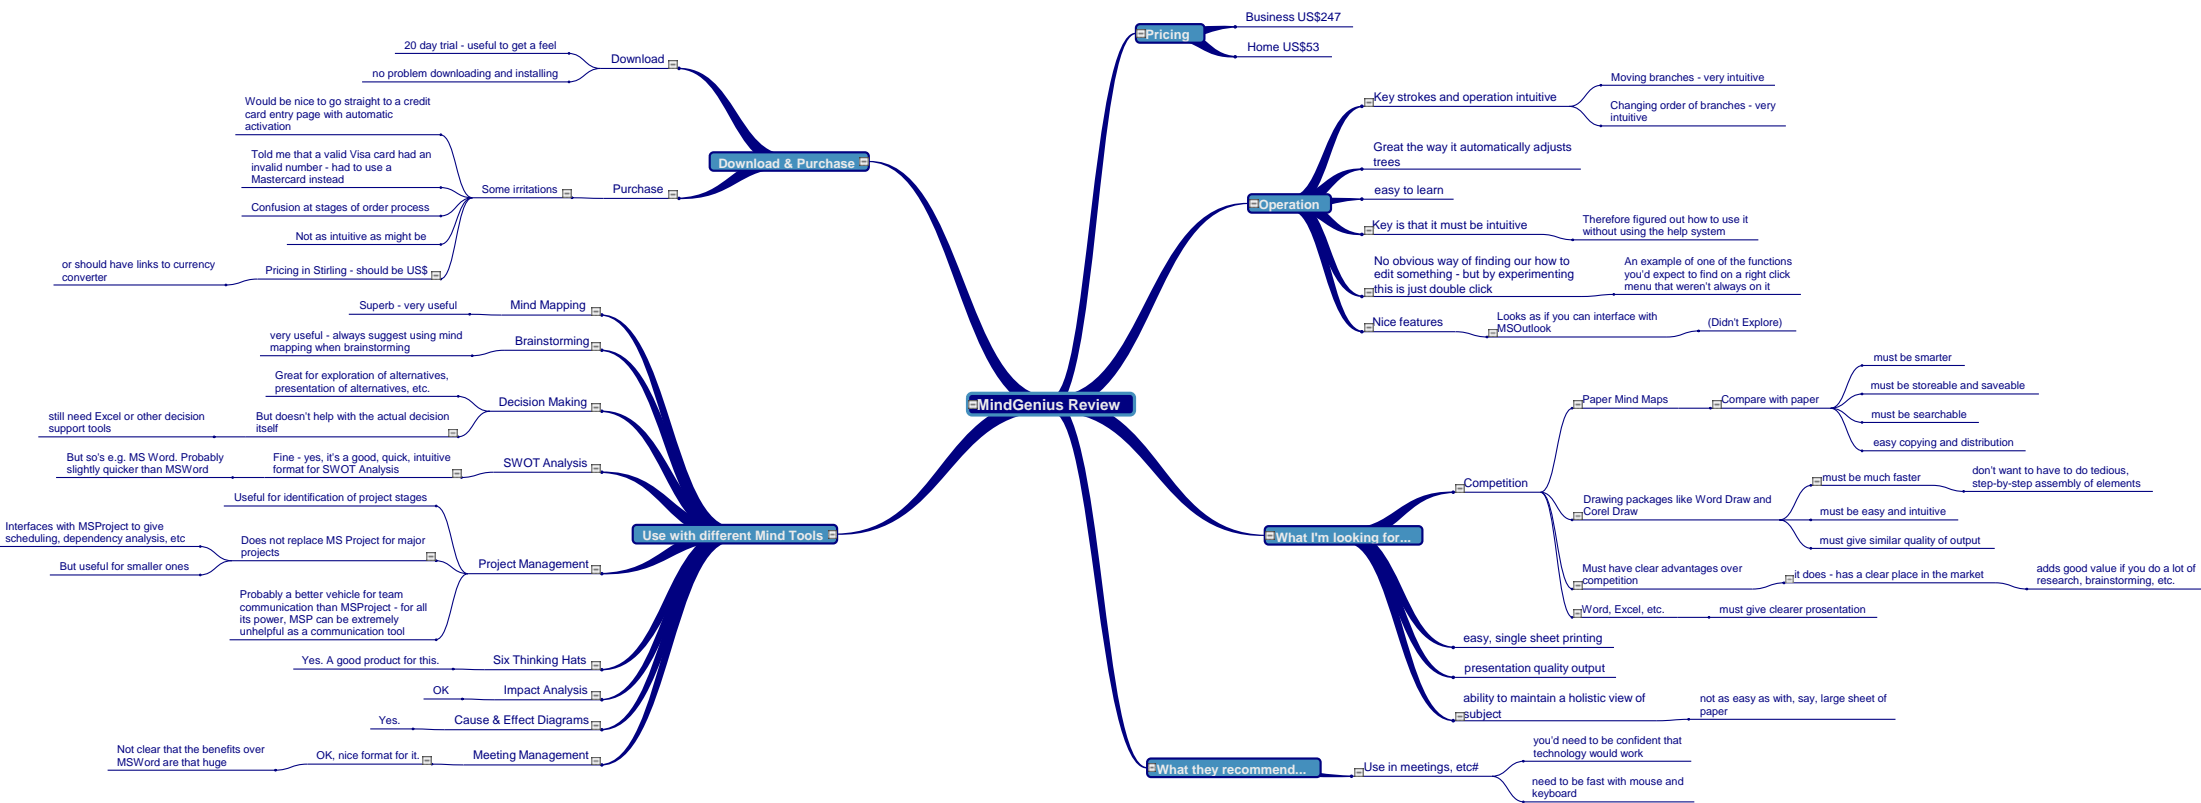 MindGenius Review
Pricing
Business US$247
Home US$53
Operation
Key strokes and operation intuitive
Moving branches - very intuitive
Changing order of branches - very
intuitive
Great the way it automatically adjusts
trees
easy to learn
Key is that it must be intuitive
Therefore figured out how to use it
without using the help system
No obvious way of finding our how to
edit something - but by experimenting
this is just double click
An example of one of the functions
you'd expect to find on a right click
menu that weren't always on it
Nice features
Looks as if you can interface with
MSOutlook
(Didn't Explore)
What I'm looking for...
Competition
Paper Mind Maps
Compare with paper
must be smarter
must be storeable and saveable
must be searchable
easy copying and distribution
Drawing packages like Word Draw and
Corel Draw
must be much faster
don't want to have to do tedious,
step-by-step assembly of elements
must be easy and intuitive
must give similar quality of output
Must have clear advantages over
competition
it does - has a clear place in the market
adds good value if you do a lot of
research, brainstorming, etc.
Word, Excel, etc.
must give clearer prosentation
easy, single sheet printing
presentation quality output
ability to maintain a holistic view of
subject
not as easy as with, say, large sheet of
paper
What they recommend...
Use in meetings, etc#
you'd need to be confident that
technology would work
need to be fast with mouse and
keyboard
Download & Purchase
Download
20 day trial - useful to get a feel
no problem downloading and installing
Purchase
Some irritations
Would be nice to go straight to a credit
card entry page with automatic
activation
Told me that a valid Visa card had an
invalid number - had to use a
Mastercard instead
Confusion at stages of order process
Not as intuitive as might be
Pricing in Stirling - should be US$
or should have links to currency
converter
Use with different Mind Tools
Mind Mapping
Superb - very useful
Brainstorming
very useful - always suggest using mind
mapping when brainstorming
Decision Making
Great for exploration of alternatives,
presentation of alternatives, etc.
But doesn't help with the actual decision
itself
still need Excel or other decision
support tools
SWOT Analysis
Fine - yes, it's a good, quick, intuitive
format for SWOT Analysis
But so's e.g. MS Word. Probably
slightly quicker than MSWord
Project Management
Useful for identification of project stages
Does not replace MS Project for major
projects
Interfaces with MSProject to give
scheduling, dependency analysis, etc
But useful for smaller ones
Probably a better vehicle for team
communication than MSProject - for all
its power, MSP can be extremely
unhelpful as a communication tool
Six Thinking Hats
Yes. A good product for this.
Impact Analysis
OK
Cause & Effect Diagrams
Yes.
Meeting Management
OK, nice format for it.
Not clear that the benefits over
MSWord are that huge